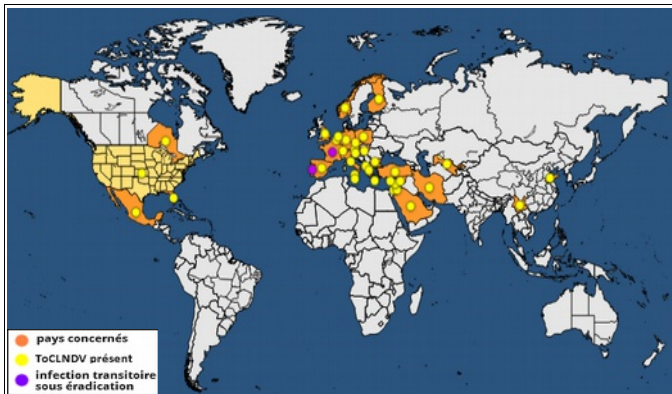 pays concernés
ToCLNDV présent
infection transitoire
sous éradication